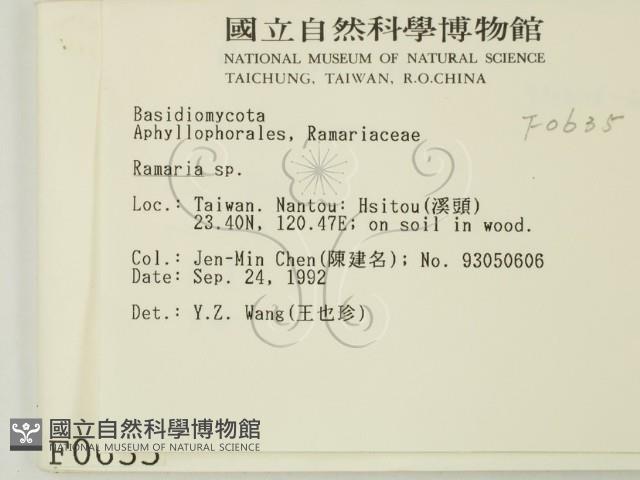 國立自然科學博物館
NATIONAL MUSEUM OF NATURAL SCIENCE
TAICHUNG, TAIWAN, R.O.CHINA
Basidiomycota
Aphyllophorales, Ramariaceae
F0635
Ramaria sp.
Loc.: Taiwan. Nantou: Hsitou(溪頭)
23.40N, 120.47E; on soil in wood.
Col.: Jen-Min Chen(陳建名); No. 93050606
Date: Sep. 24, 1992
Det.: Y.Z. Wang(王也珍)
國立自然科學博物館
NATIONAL MUSEUM OF NATURAL SCIENCE
F0635